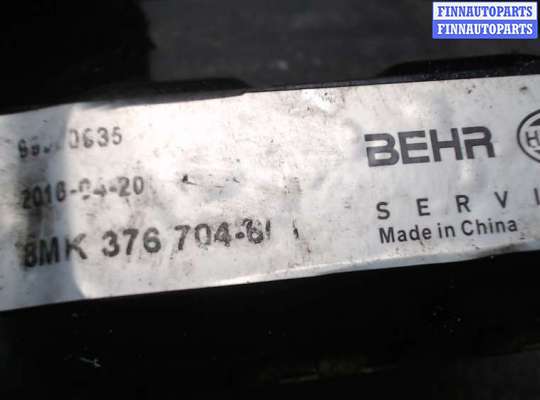 FINNAUTOPARTS
FINNAUTOPARTS
BEHR
2016-04-20
8MK 376 704-
SERVI
Made in China